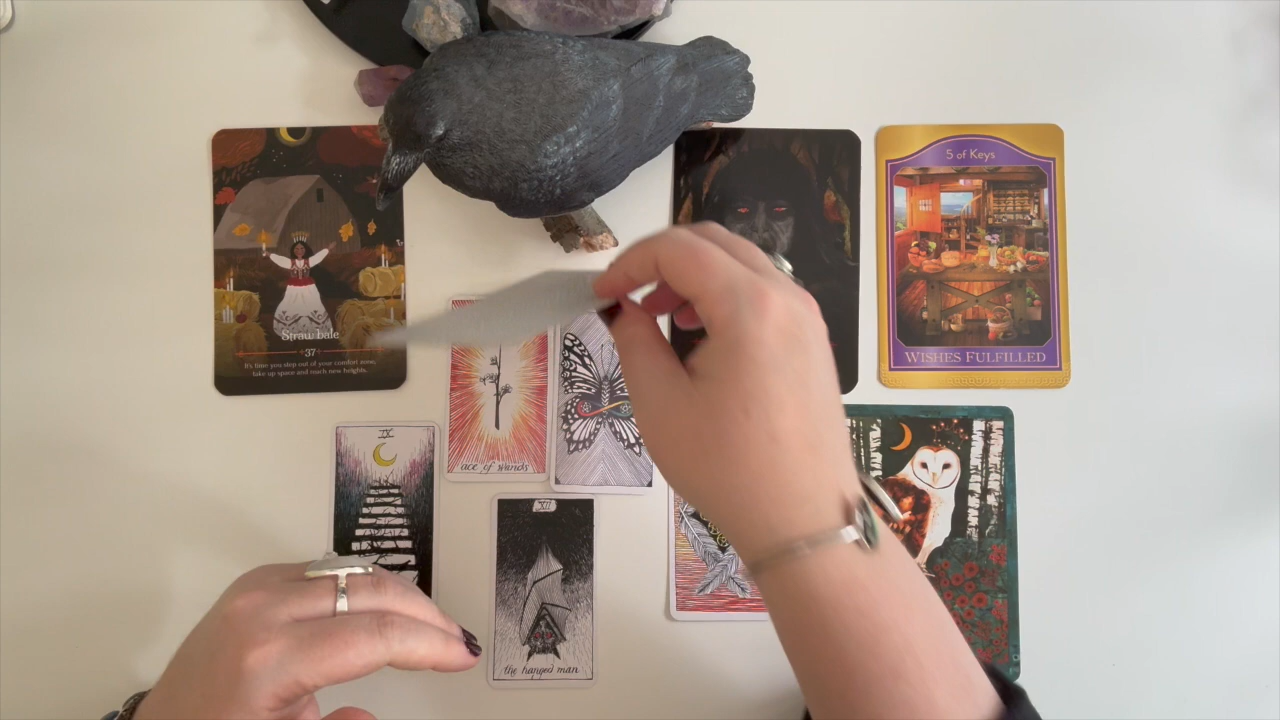 5 of Keys
WISHES FULFILLED
Straw bale
37
It's time you step out of your comfort zone,
take up space and reach new heights.
ace of wands
IX
XII
the hanged man